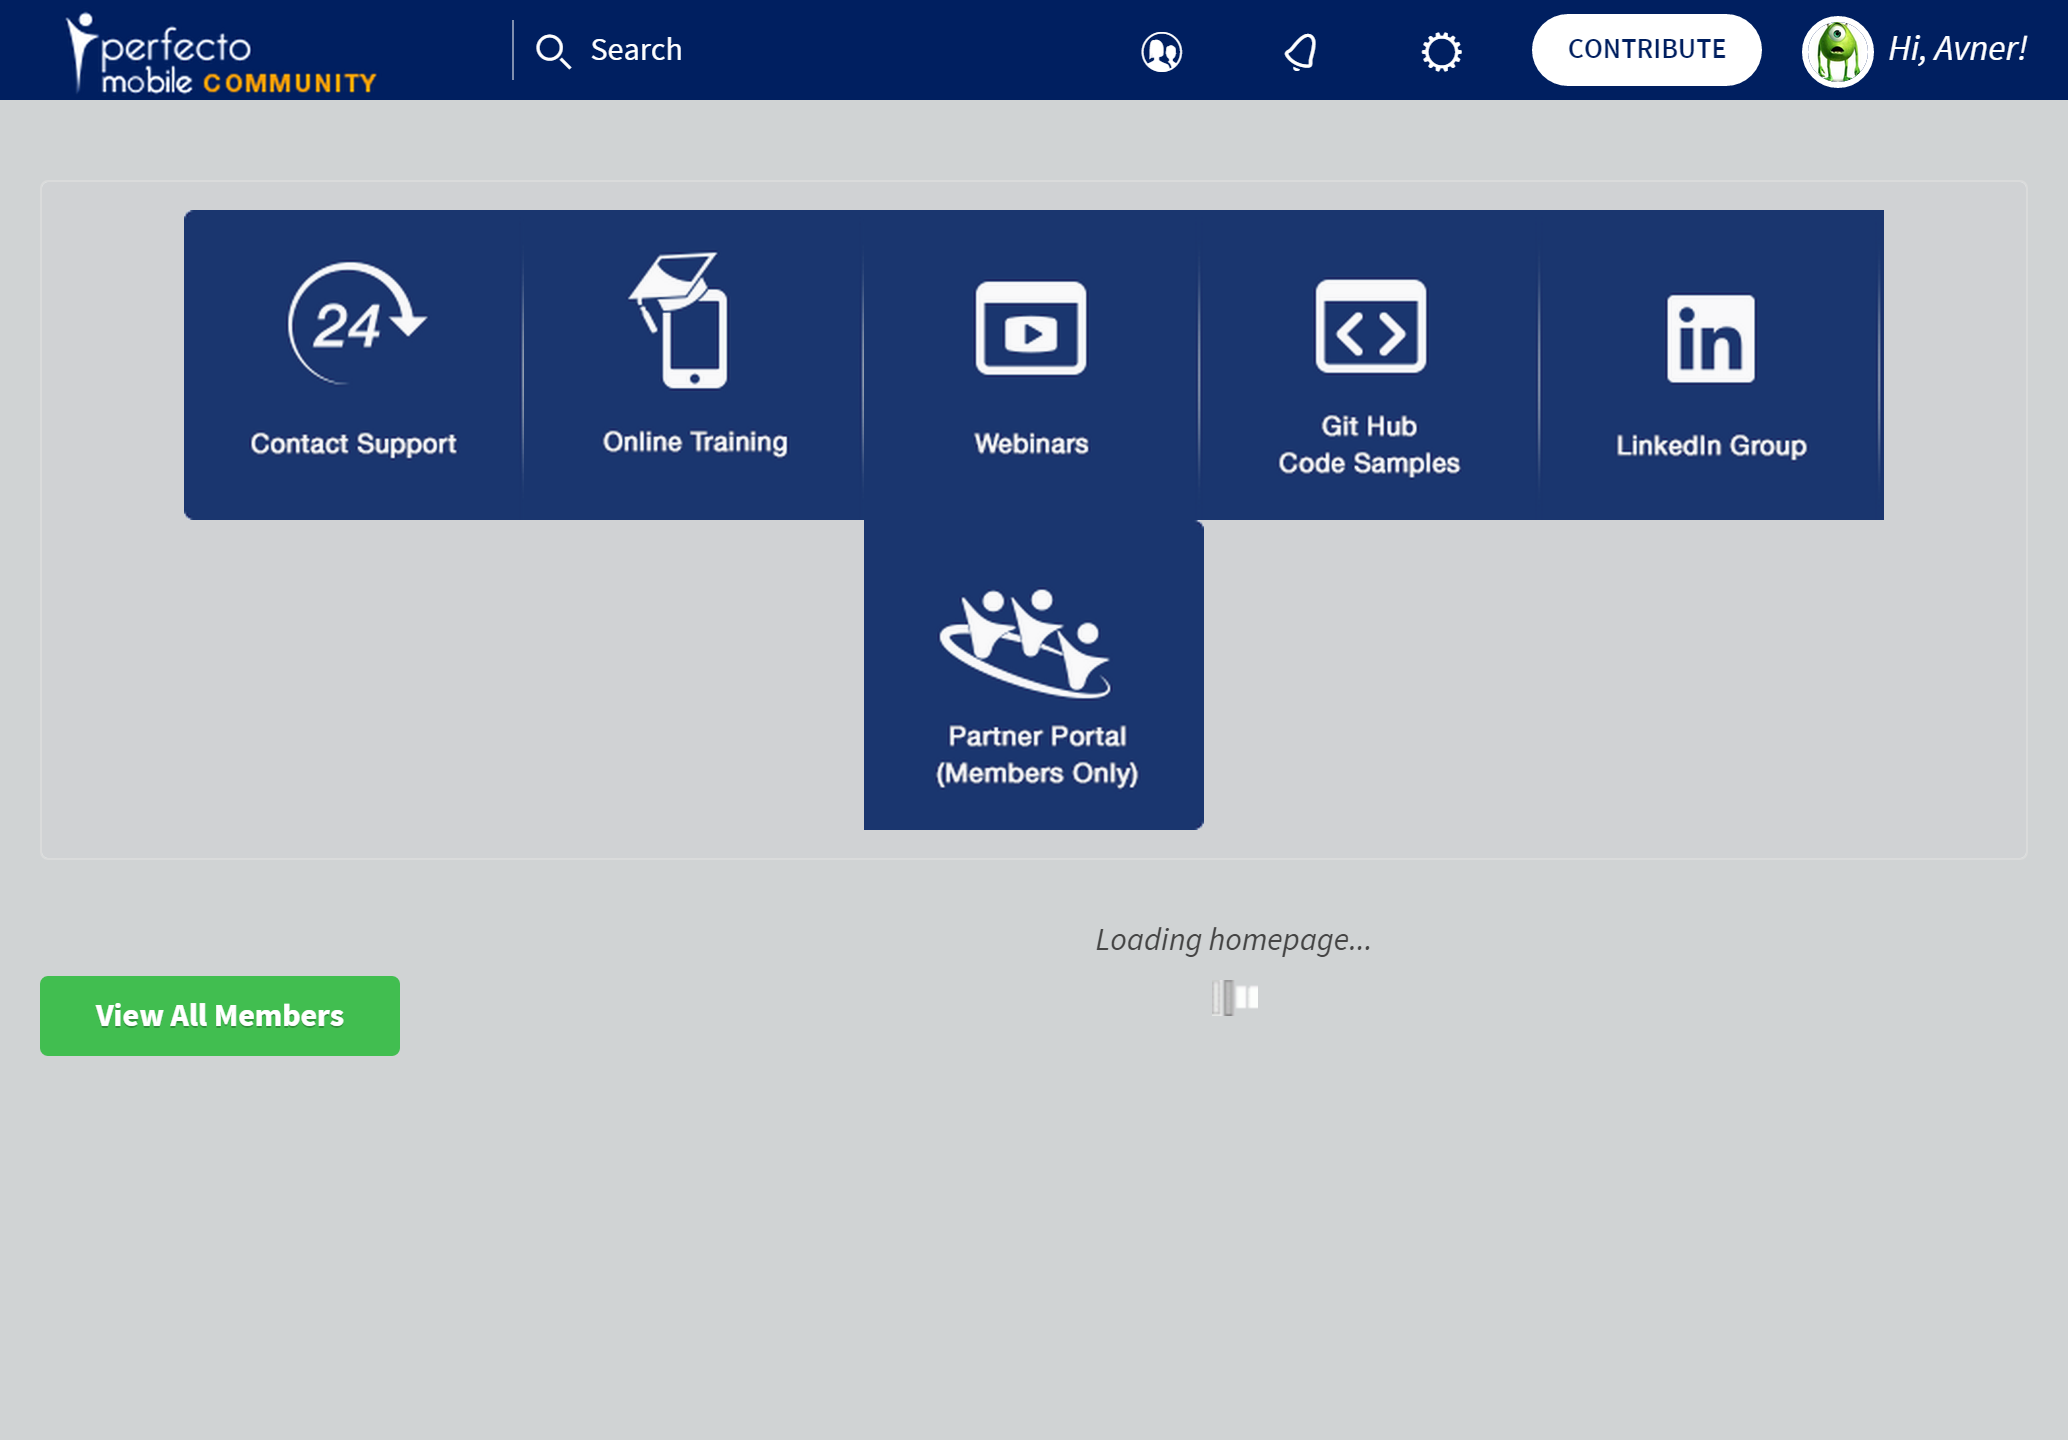 perfecto
mobile COMMUNITY
Search
CONTRIBUTE
Hi, Avner!
24
Contact Support
Online Training
Webinars
Git Hub
Code Samples
in
LinkedIn Group
Partner Portal
(Members Only)
Loading homepage...
View All Members